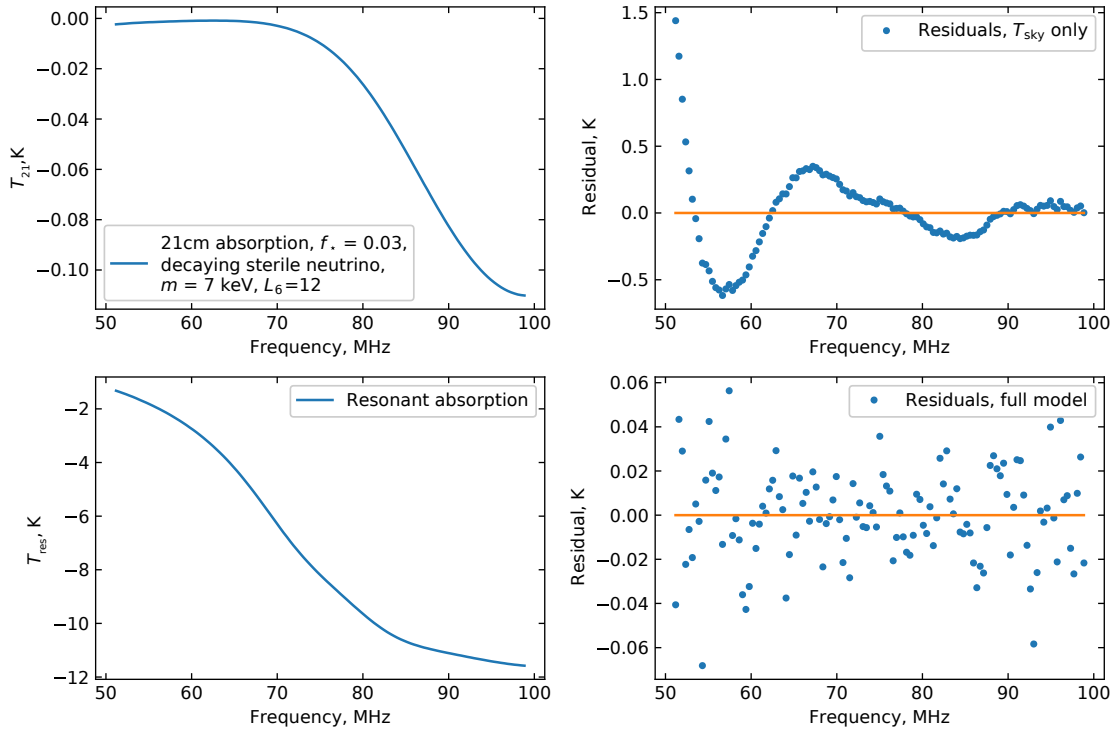 0.00
−0.02
−0.04
−0.06
−0.08
−0.10
T₂₁,K
21cm absorption, f⋆ = 0.03,
decaying sterile neutrino,
m = 7 keV, L₆=12
50 60 70 80 90 100
Frequency, MHz
1.5
1.0
0.5
0.0
−0.5
Residual, K
Residuals, Tsky only
50 60 70 80 90 100
Frequency, MHz
−2
−4
−6
−8
−10
−12
Tres, K
Resonant absorption
50 60 70 80 90 100
Frequency, MHz
0.06
0.04
0.02
0.00
−0.02
−0.04
−0.06
Residual, K
Residuals, full model
50 60 70 80 90 100
Frequency, MHz